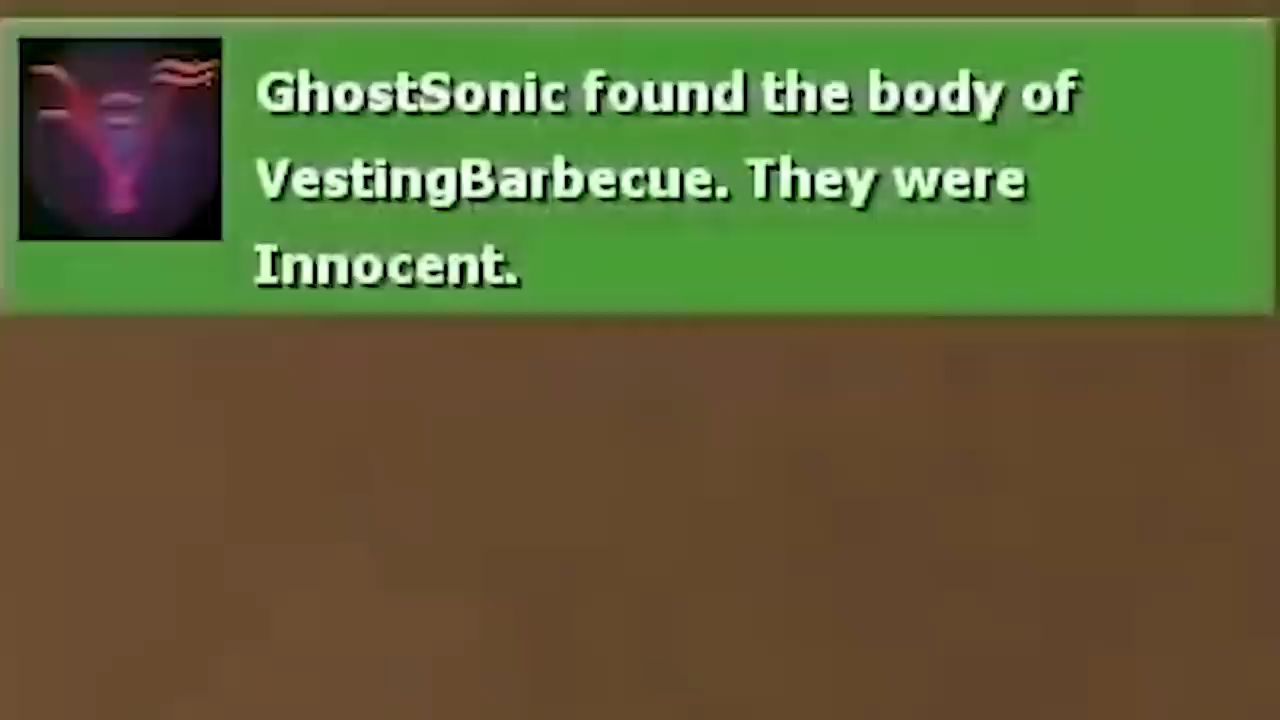 GhostSonic found the body of
VestingBarbecue. They were
Innocent.